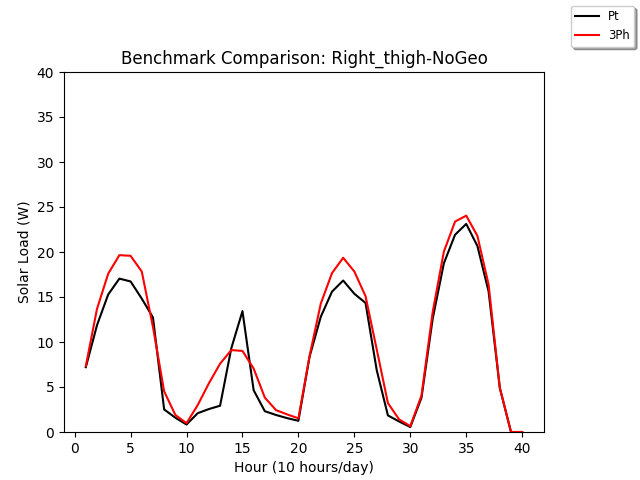 Pt
3Ph
Benchmark Comparison: Right_thigh-NoGeo
40
35
30
25
20
15
10
5
0
Solar Load (W)
0 5 10 15 20 25 30 35 40
Hour (10 hours/day)